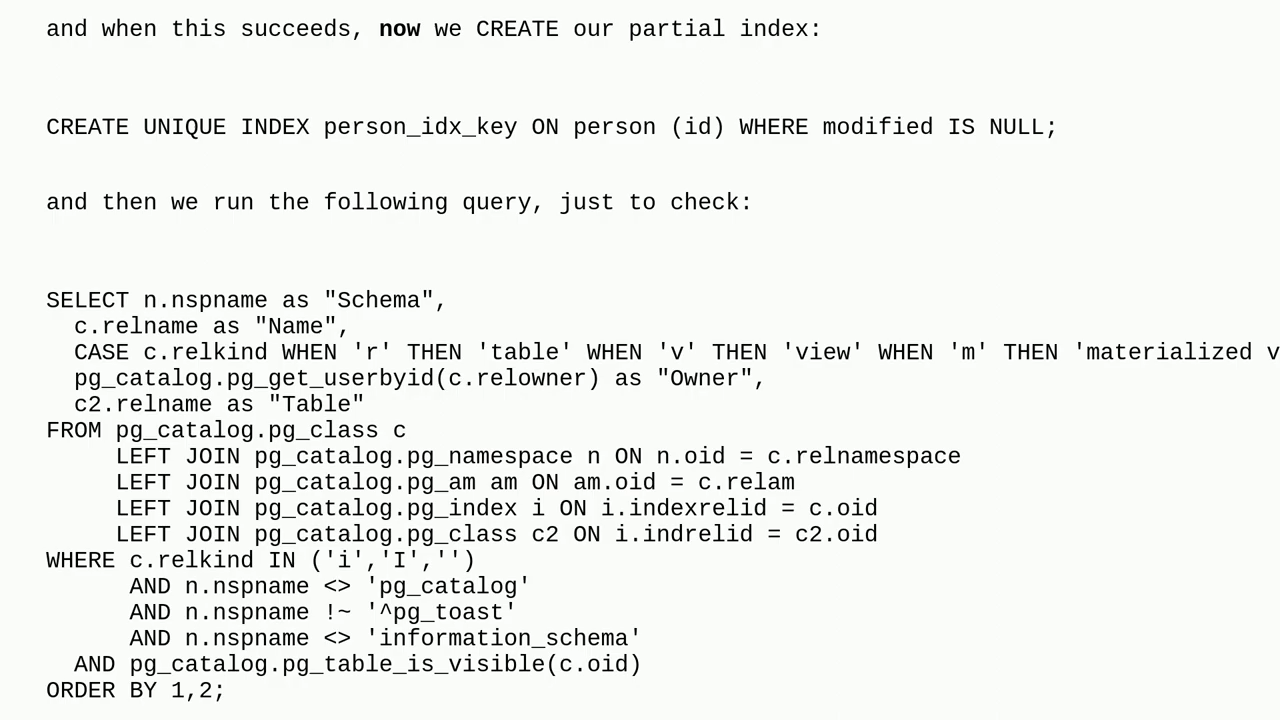 and when this succeeds, now we CREATE our partial index:
CREATE UNIQUE INDEX person_idx_key ON person (id) WHERE modified IS NULL;
and then we run the following query, just to check:
SELECT n.nspname as "Schema",
  c.relname as "Name",
  CASE c.relkind WHEN 'r' THEN 'table' WHEN 'v' THEN 'view' WHEN 'm' THEN 'materialized v
  pg_catalog.pg_get_userbyid(c.relowner) as "Owner",
  c2.relname as "Table"
FROM pg_catalog.pg_class c
     LEFT JOIN pg_catalog.pg_namespace n ON n.oid = c.relnamespace
     LEFT JOIN pg_catalog.pg_am am ON am.oid = c.relam
     LEFT JOIN pg_catalog.pg_index i ON i.indexrelid = c.oid
     LEFT JOIN pg_catalog.pg_class c2 ON i.indrelid = c2.oid
WHERE c.relkind IN ('i','I','')
      AND n.nspname <> 'pg_catalog'
      AND n.nspname !~ '^pg_toast'
      AND n.nspname <> 'information_schema'
  AND pg_catalog.pg_table_is_visible(c.oid)
ORDER BY 1,2;